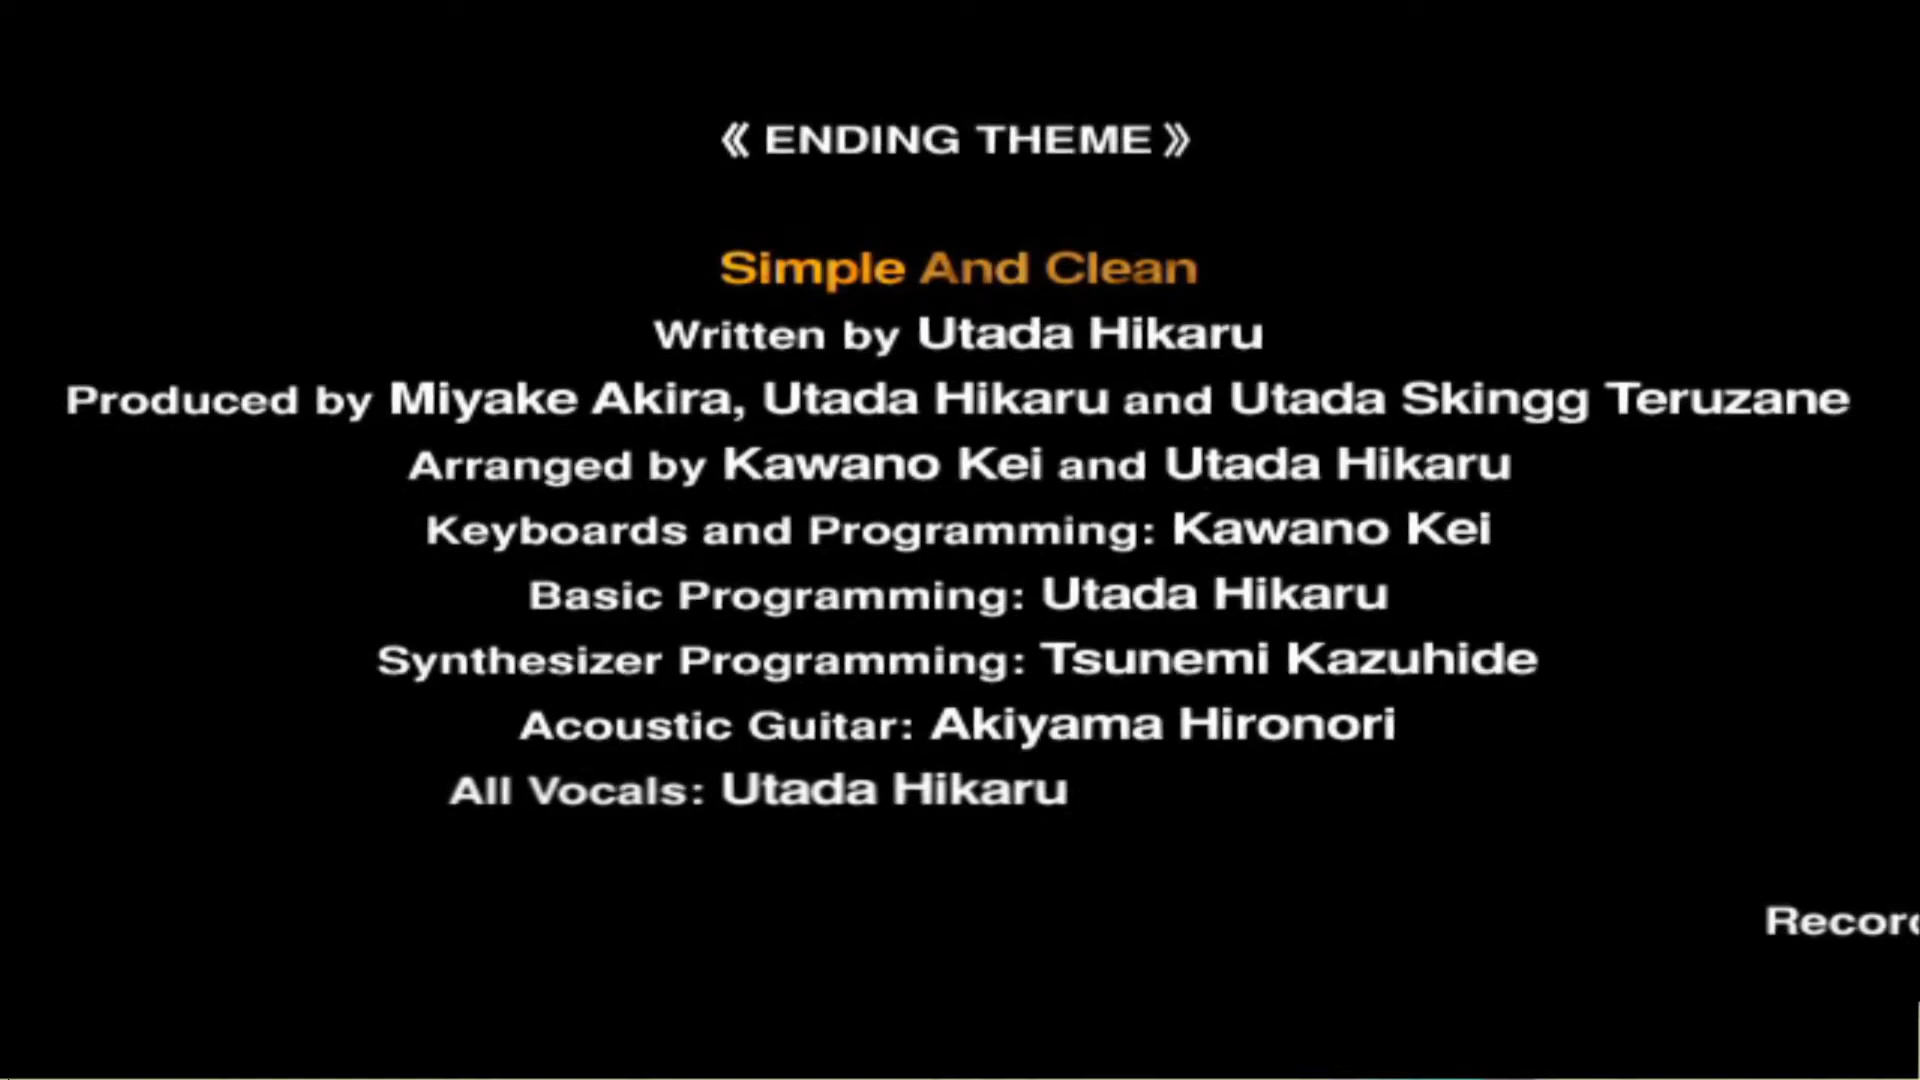 《 ENDING THEME 》
Simple And Clean
Written by Utada Hikaru
Produced by Miyake Akira, Utada Hikaru and Utada Skingg Teruzane
Arranged by Kawano Kei and Utada Hikaru
Keyboards and Programming: Kawano Kei
Basic Programming: Utada Hikaru
Synthesizer Programming: Tsunemi Kazuhide
Acoustic Guitar: Akiyama Hironori
All Vocals: Utada Hikaru